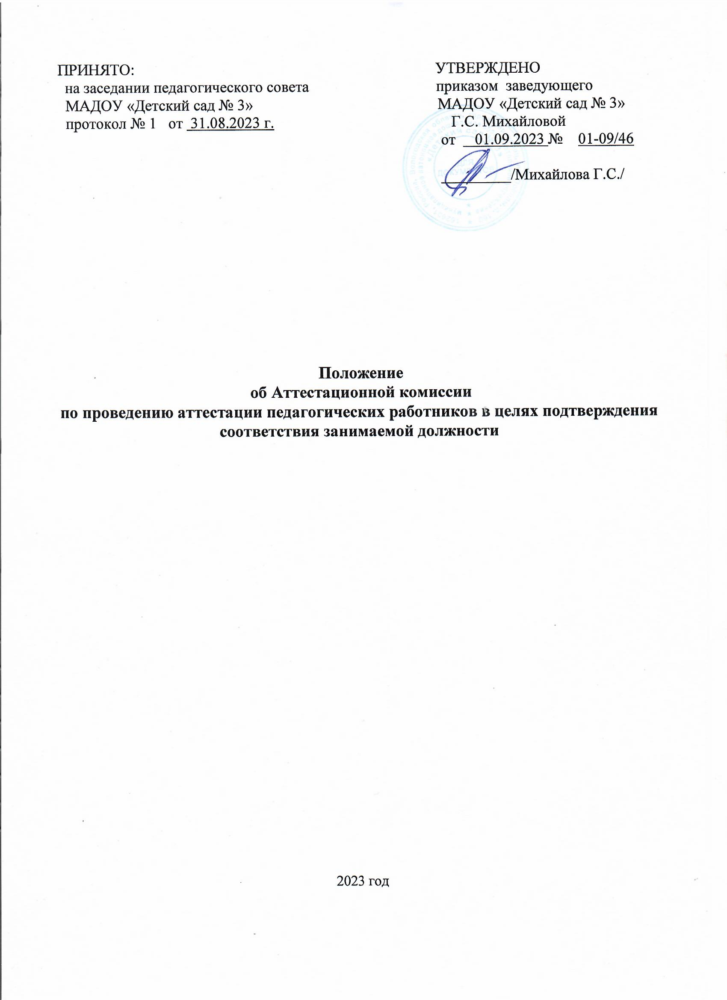 ПРИНЯТО:
на заседании педагогического совета
МАДОУ «Детский сад № 3»
протокол № 1 от 31.08.2023 г.
УТВЕРЖДЕНО
приказом заведующего
МАДОУ «Детский сад № 3»
Г.С. Михайловой
от 01.09.2023 № 01-09/46
/Михайлова Г.С./
Положение
об Аттестационной комиссии
по проведению аттестации педагогических работников в целях подтверждения
соответствия занимаемой должности
2023 год